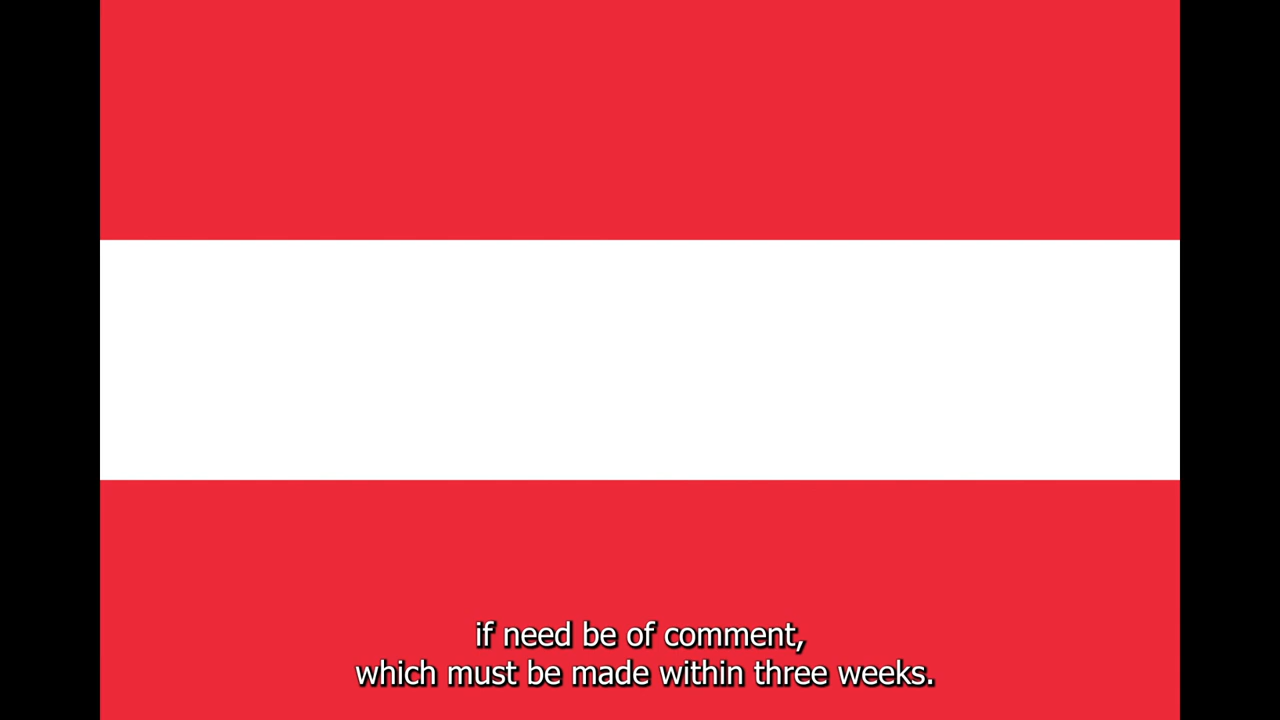 if need be of comment,
which must be made within three weeks.